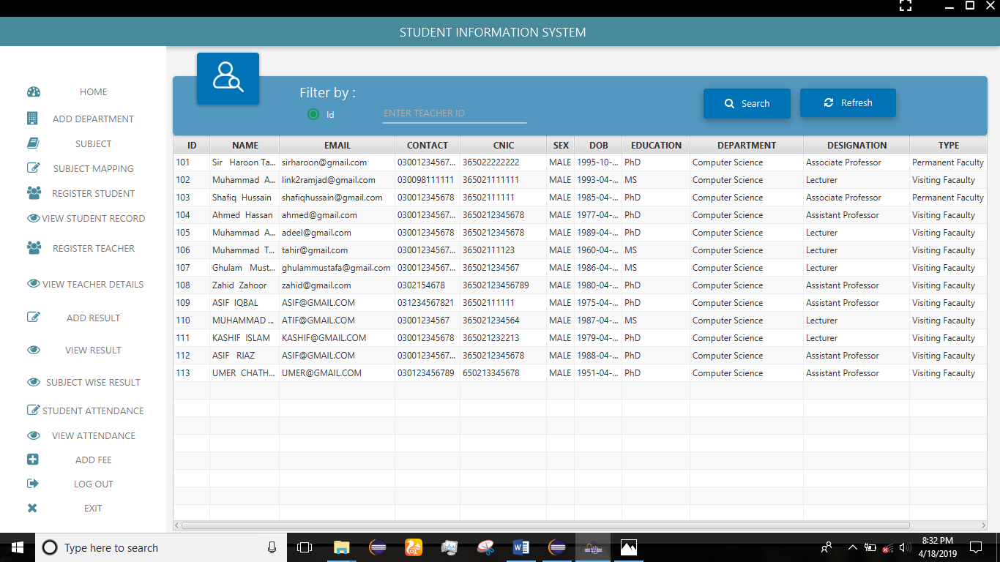 STUDENT INFORMATION SYSTEM
HOME
ADD DEPARTMENT
SUBJECT
SUBJECT MAPPING
REGISTER STUDENT
VIEW STUDENT RECORD
REGISTER TEACHER
VIEW TEACHER DETAILS
ADD RESULT
VIEW RESULT
SUBJECT WISE RESULT
STUDENT ATTENDANCE
VIEW ATTENDANCE
ADD FEE
LOG OUT
EXIT
Filter by :
Id
ENTER TEACHER ID
Search
Refresh
ID NAME EMAIL CONTACT CNIC SEX DOB EDUCATION DEPARTMENT DESIGNATION TYPE
101 Sir Haroon Ta... sirharoon@gmail.com 03001234567... 365022222222 MALE 1995-10-... PhD Computer Science Associate Professor Permanent Faculty
102 Muhammad A... link2ramjad@gmail.com 030098111111 365021111111 MALE 1993-04-... MS Computer Science Lecturer Visiting Facaulty
103 Shafiq Hussain shafiqhussain@gmail.com 030012345678 36502111111 MALE 1985-04-... PhD Computer Science Associate Professor Permanent Faculty
104 Ahmed Hassan ahmed@gmail.com 03001234567... 3650212345678 MALE 1977-04-... PhD Computer Science Assistant Professor Visiting Facaulty
105 Muhammad A... adeel@gmail.com 030012345678 3650212345678 MALE 1989-04-... PhD Computer Science Lecturer Visiting Facaulty
106 Muhammad T... tahir@gmail.com 030012345678 36502111123 MALE 1960-04-... MS Computer Science Lecturer Visiting Facaulty
107 Ghulam Must... ghulammustafa@gmail.com 03001234567... 365021234567 MALE 1986-04-... MS Computer Science Lecturer Visiting Facaulty
108 Zahid Zahoor zahid@gmail.com 0302154678 36502123456789 MALE 1980-04-... PhD Computer Science Assistant Professor Visiting Facaulty
109 ASIF IQBAL ASIF@GMAIL.COM 031234567821 36502111111 MALE 1975-04-... PhD Computer Science Assistant Professor Visiting Facaulty
110 MUHAMMAD ... ATIF@GMAIL.COM 03001234567 365021234564 MALE 1987-04-... MS Computer Science Lecturer Visiting Facaulty
111 KASHIF ISLAM KASHIF@GMAIL.COM 030012345678 365021232213 MALE 1979-04-... PhD Computer Science Lecturer Visiting Facaulty
112 ASIF RIAZ ASIF@GMAIL.COM 03001234567... 3650212345678 MALE 1988-04-... PhD Computer Science Assistant Professor Visiting Facaulty
113 UMER CHATH... UMER@GMAIL.COM 030123456789 650213345678 MALE 1951-04-... PhD Computer Science Assistant Professor Visiting Facaulty
Type here to search
8:32 PM
4/18/2019